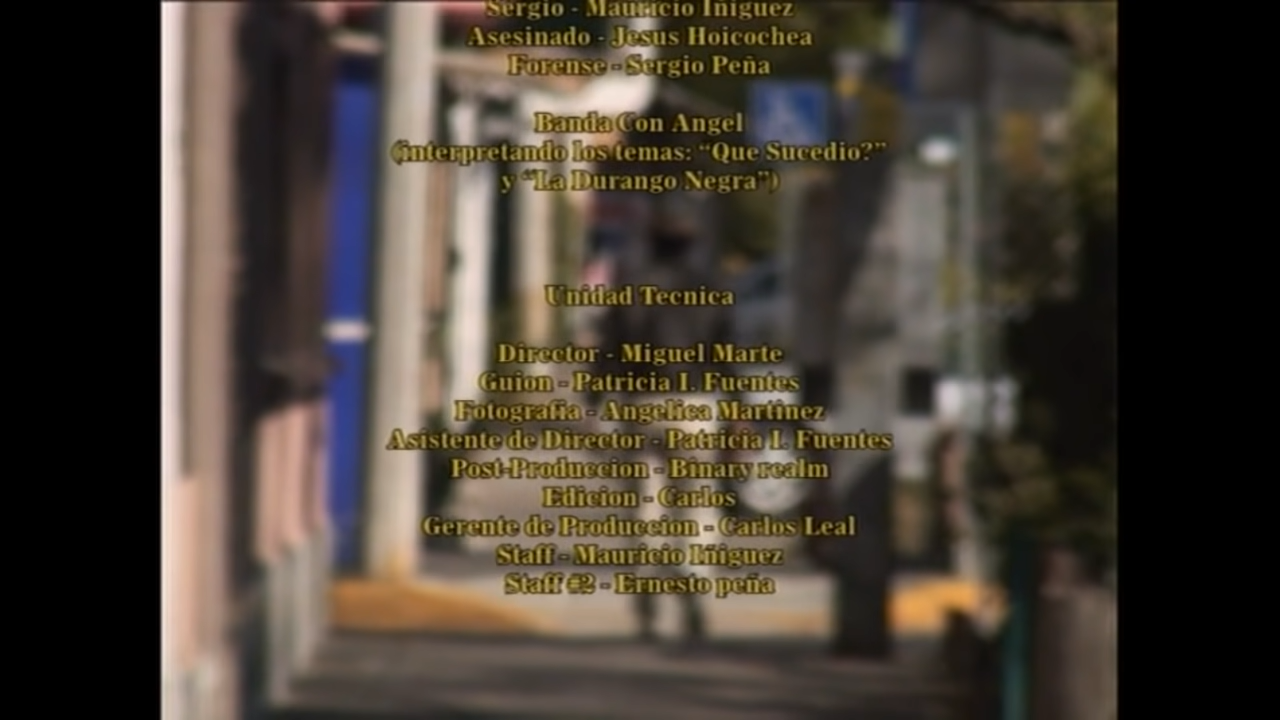 Sergio - Mauricio Iñiguez
Asesinado - Jesus Hoicochea
Forense - Sergio Peña
Banda Con Angel
(interpretando los temas: “Que Sucedio?”
y “La Durango Negra”)
Unidad Tecnica
Director - Miguel Marte
Guion - Patricia I. Fuentes
Fotografia - Angelica Martinez
Asistente de Director - Patricia I. Fuentes
Post-Produccion - Binary realm
Edicion - Carlos
Gerente de Produccion - Carlos Leal
Staff - Mauricio Iñiguez
Staff #2 - Ernesto peña